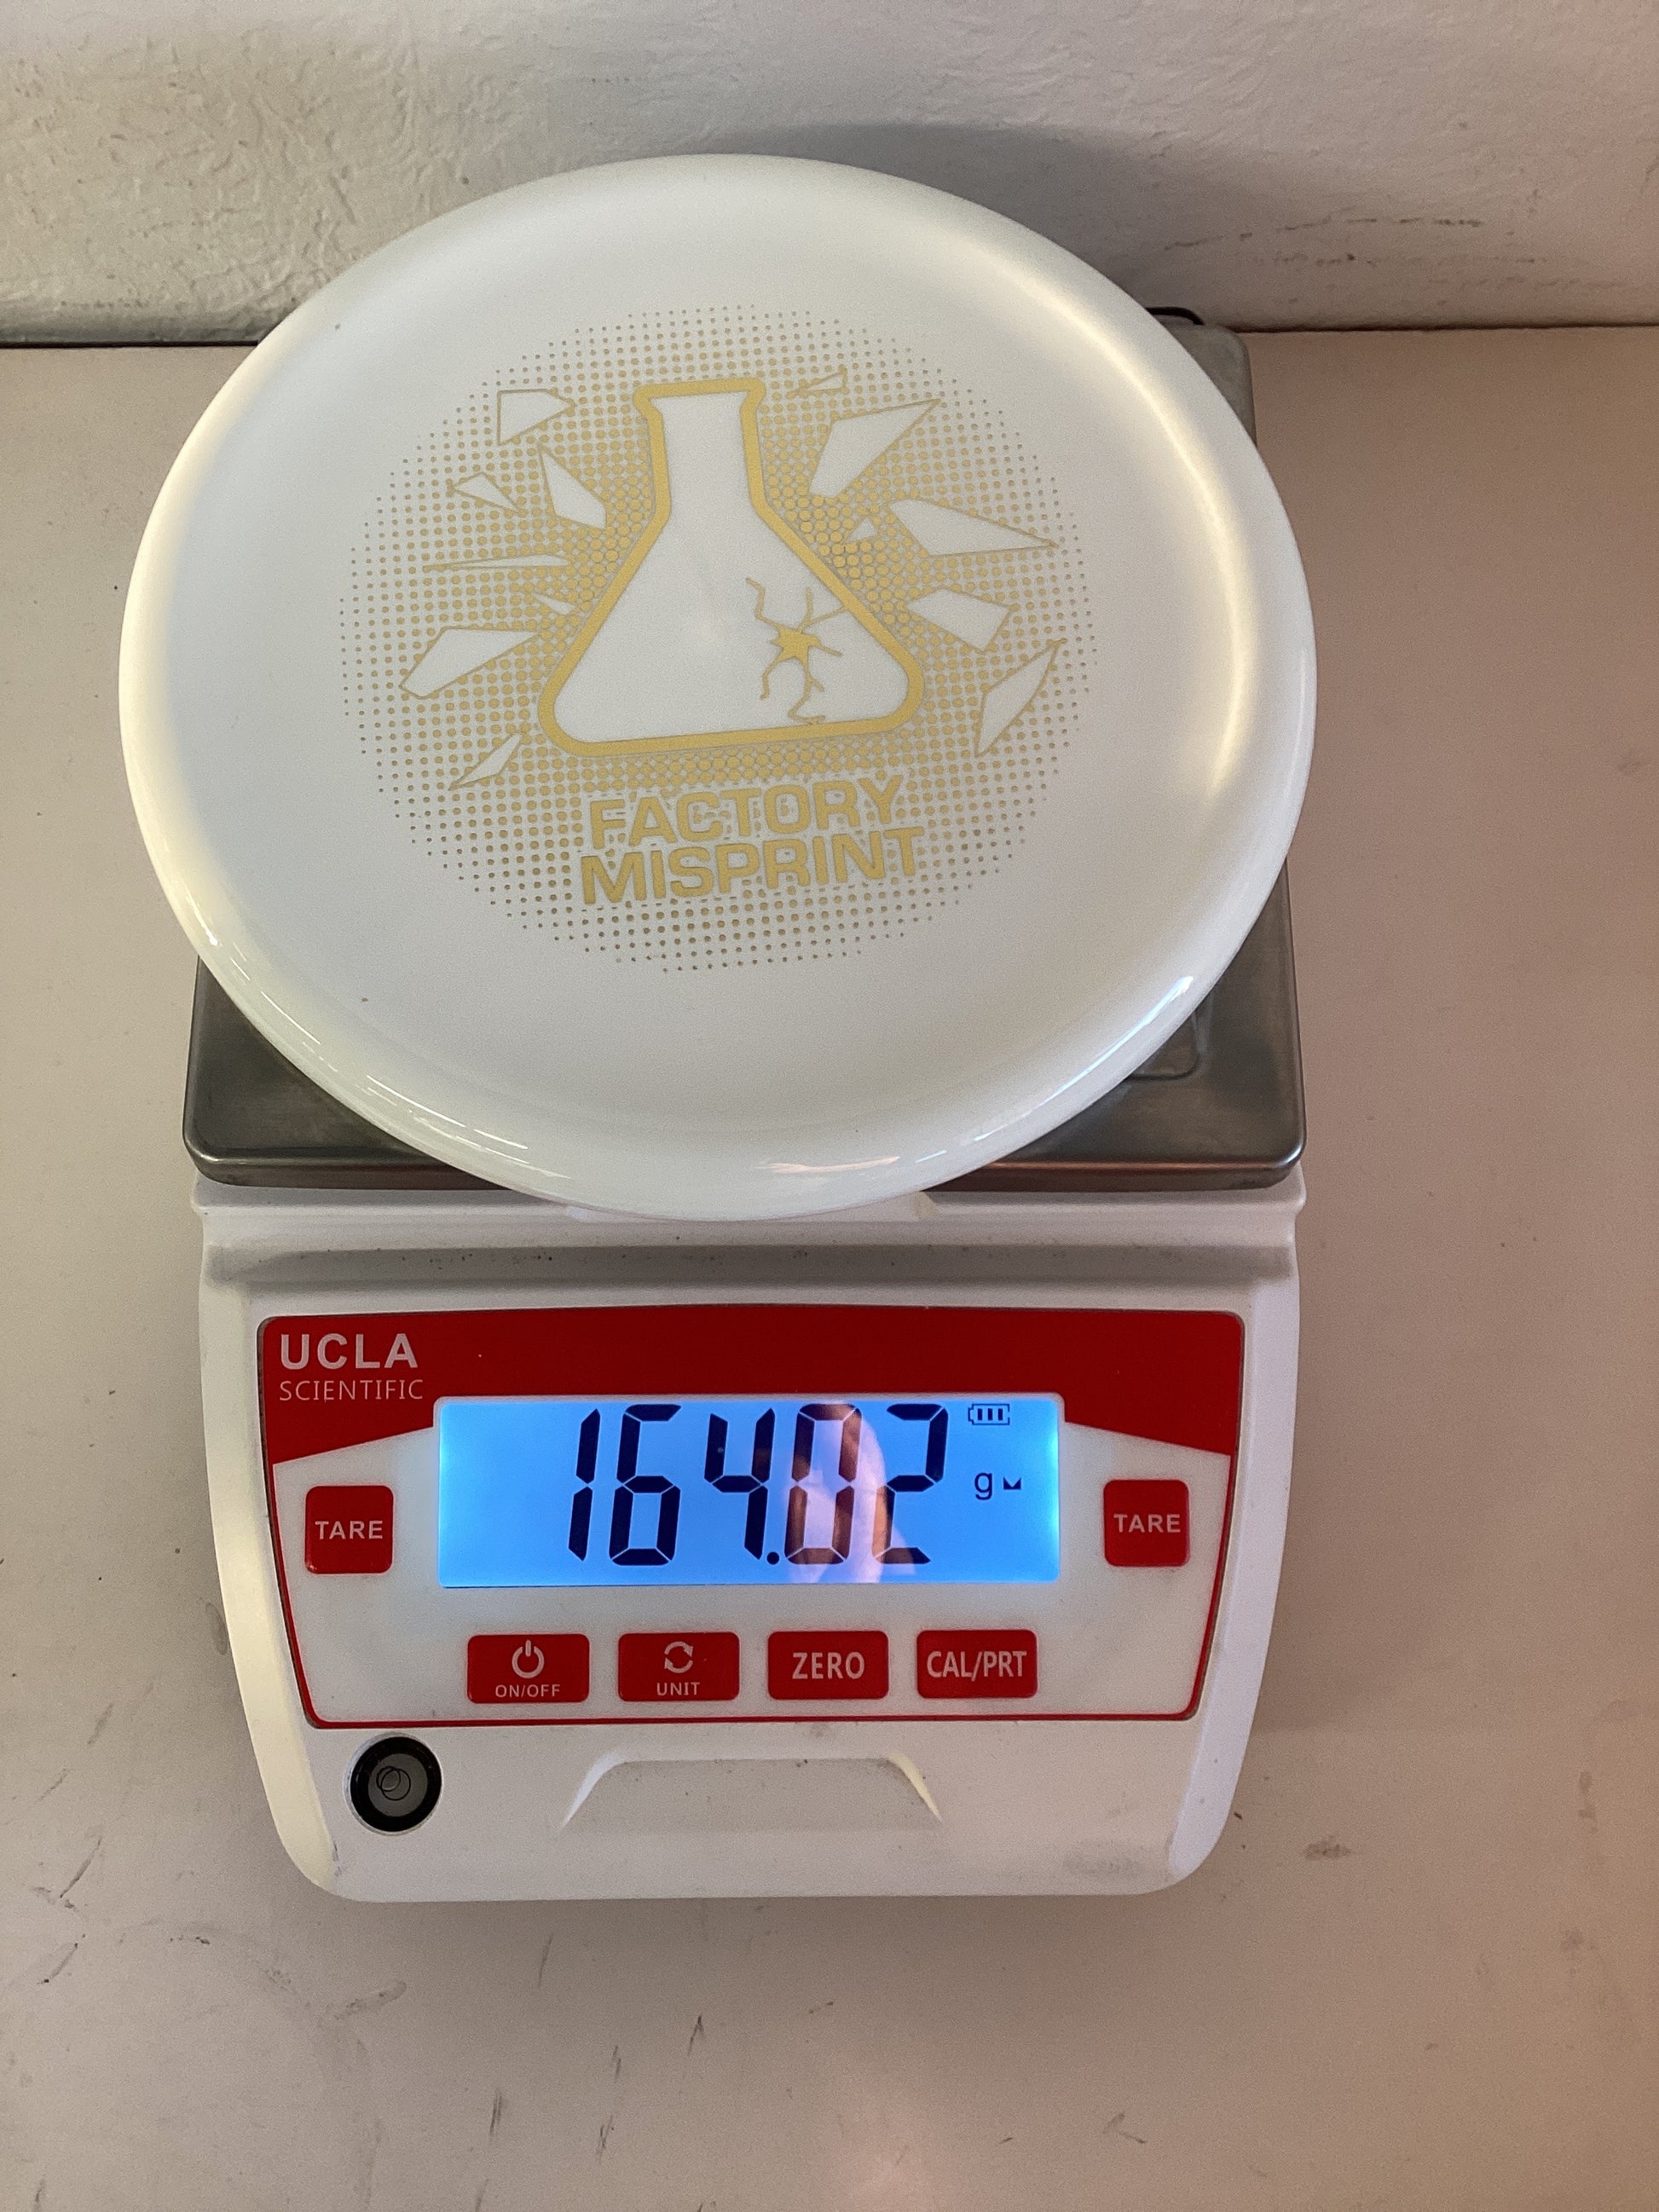 FACTORY
MISPRINT
UCLA
SCIENTIFIC
164.02
g
TARE
TARE
ON/OFF
UNIT
ZERO
CAL/PRT